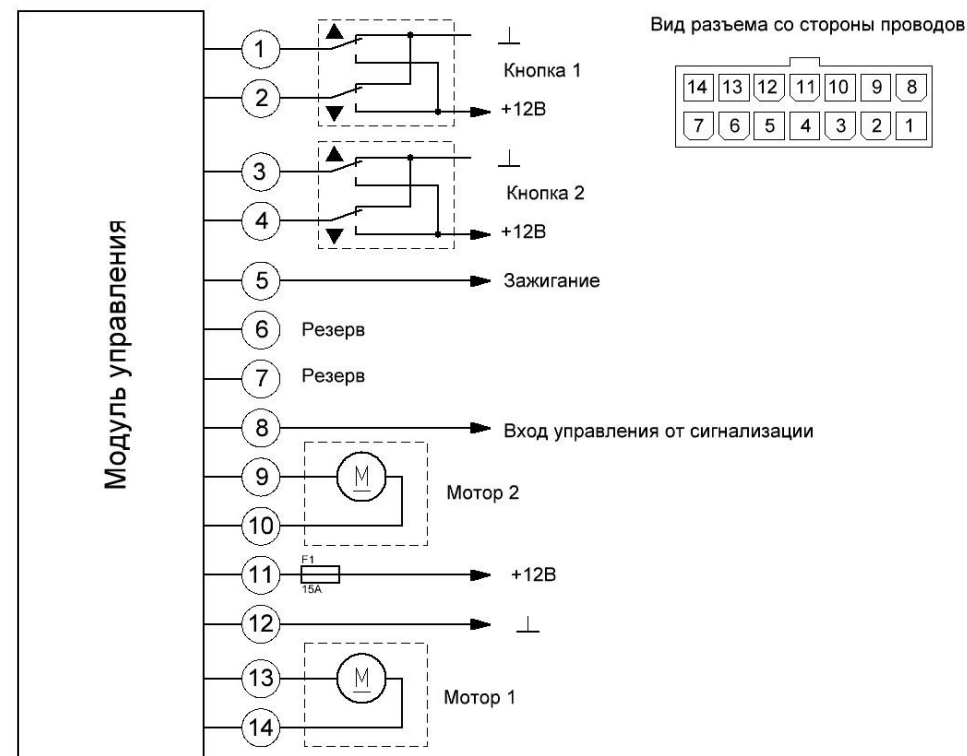 Модуль управления
1
Кнопка 1
2
+12В
3
Кнопка 2
4
+12В
5 Зажигание
6 Резерв
7 Резерв
8 Вход управления от сигнализации
9 М
Мотор 2
10
11 F1 +12В
15А
12
13 М
Мотор 1
14
Вид разъема со стороны проводов
14 13 12 11 10 9 8
7 6 5 4 3 2 1